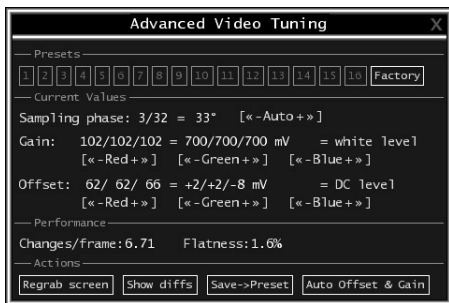 Advanced Video Tuning X
Presets
1 2 3 4 5 6 7 8 9 10 11 12 13 14 15 16 Factory
Current Values
Sampling phase: 3/32 = 33° [«-Auto+»]
Gain: 102/102/102 = 700/700/700 mV = white level
[«-Red+»] [«-Green+»] [«-Blue+»]
Offset: 62/ 62/ 66 = +2/+2/-8 mV = DC level
[«-Red+»] [«-Green+»] [«-Blue+»]
Performance
Changes/frame:6.71 Flatness:1.6%
Actions
Regrab screen Show diffs Save->Preset Auto Offset & Gain